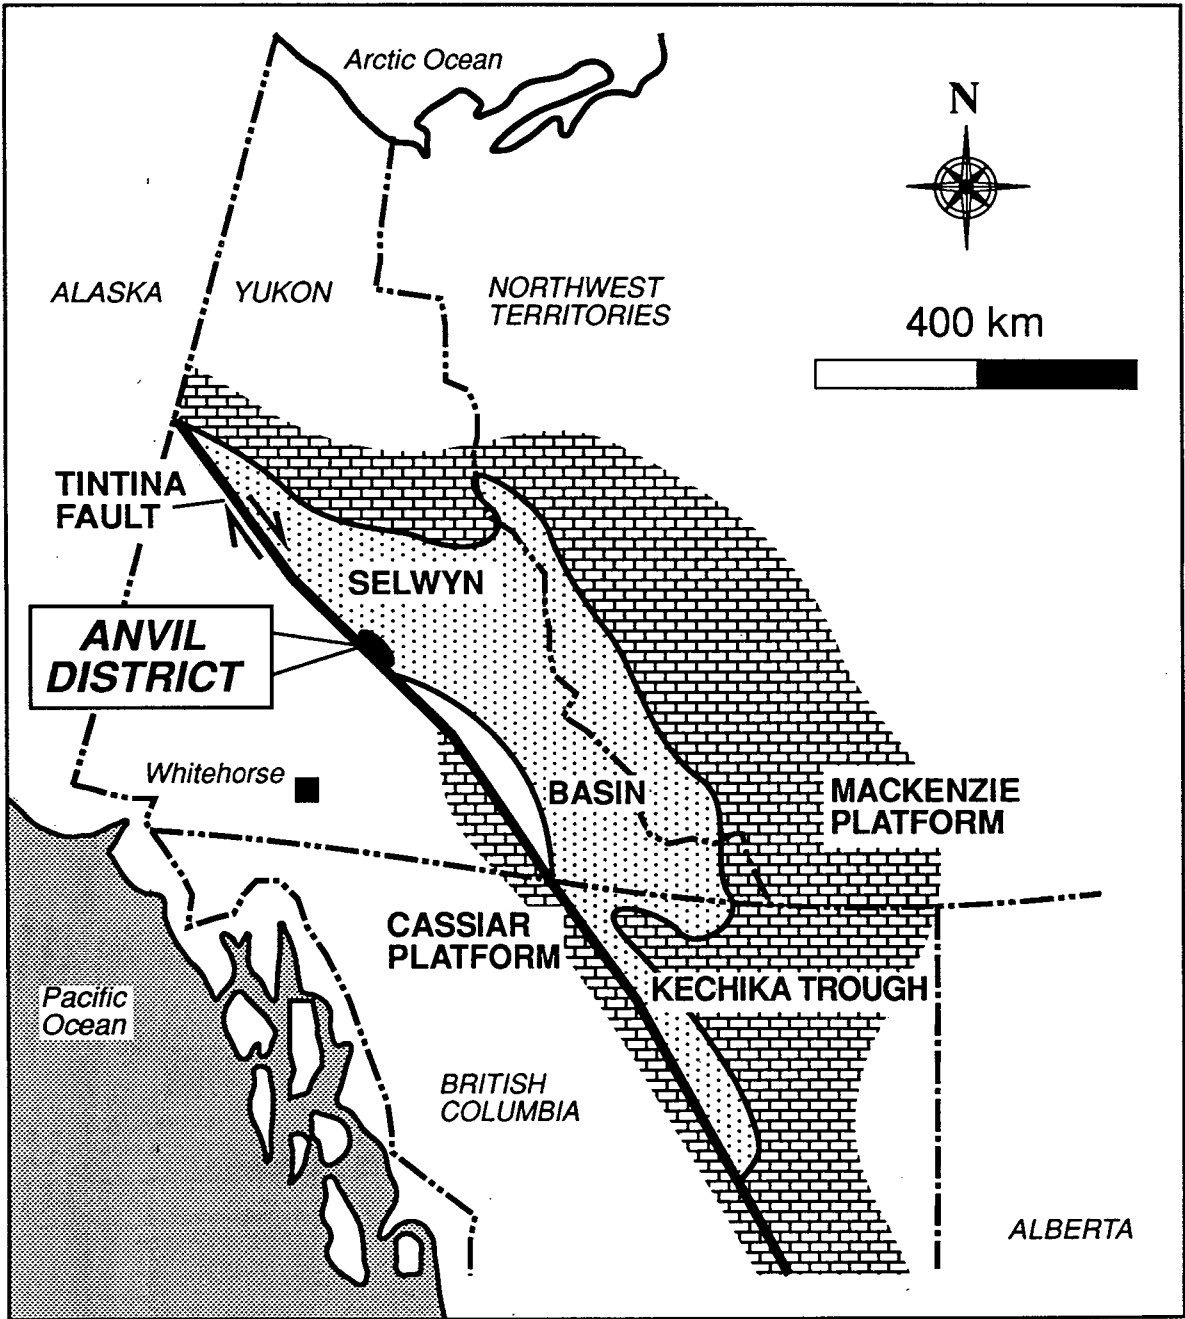 Arctic Ocean
N
ALASKA
YUKON
NORTHWEST
TERRITORIES
400 km
TINTINA
FAULT
SELWYN
ANVIL
DISTRICT
Whitehorse
BASIN
MACKENZIE
PLATFORM
CASSIAR
PLATFORM
KECHIKA TROUGH
Pacific
Ocean
BRITISH
COLUMBIA
ALBERTA